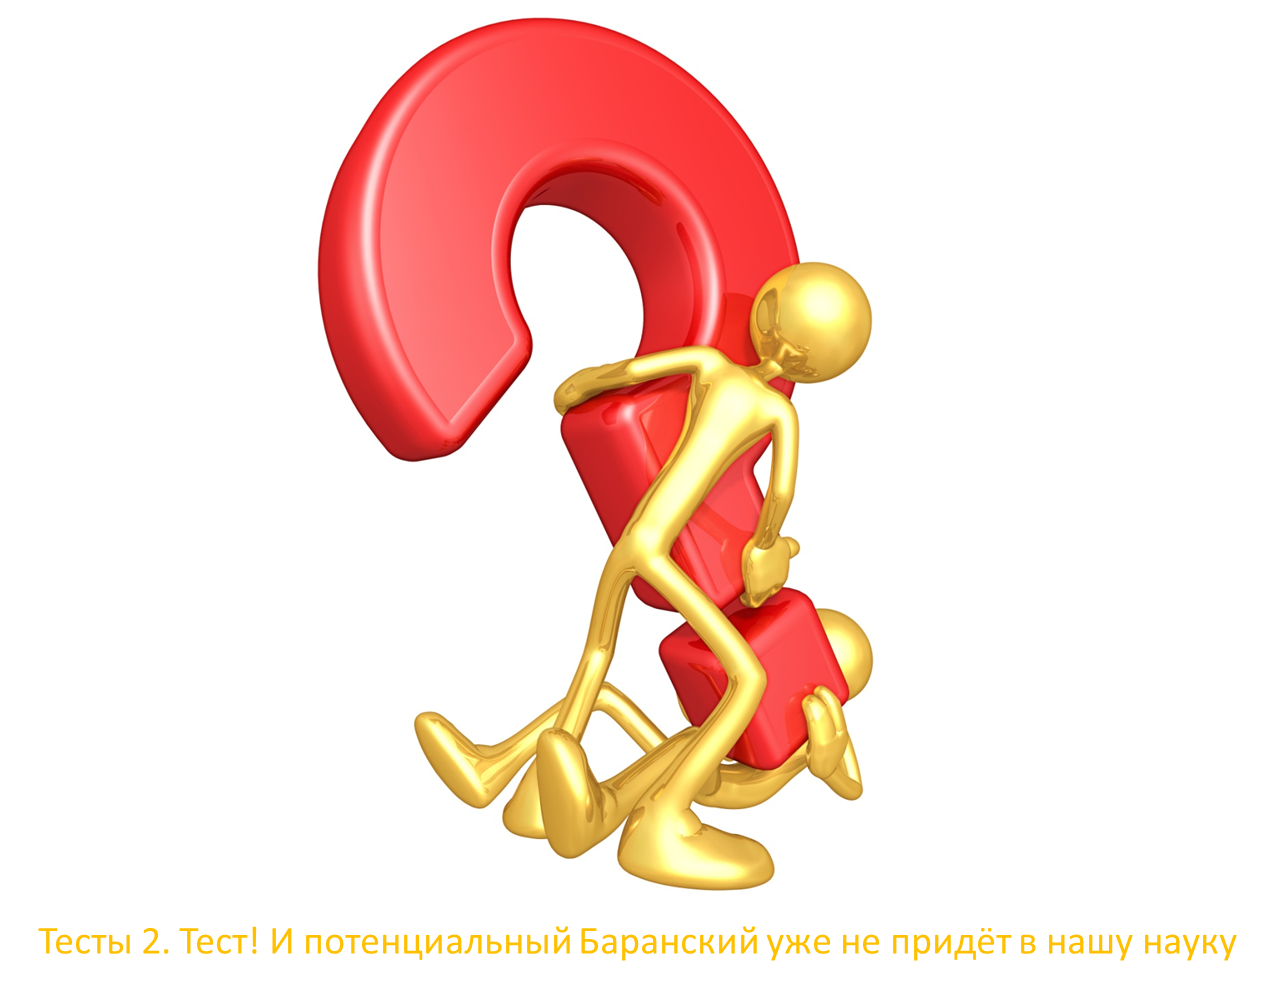 Тесты 2. Тест! И потенциальный Баранский уже не придёт в нашу науку